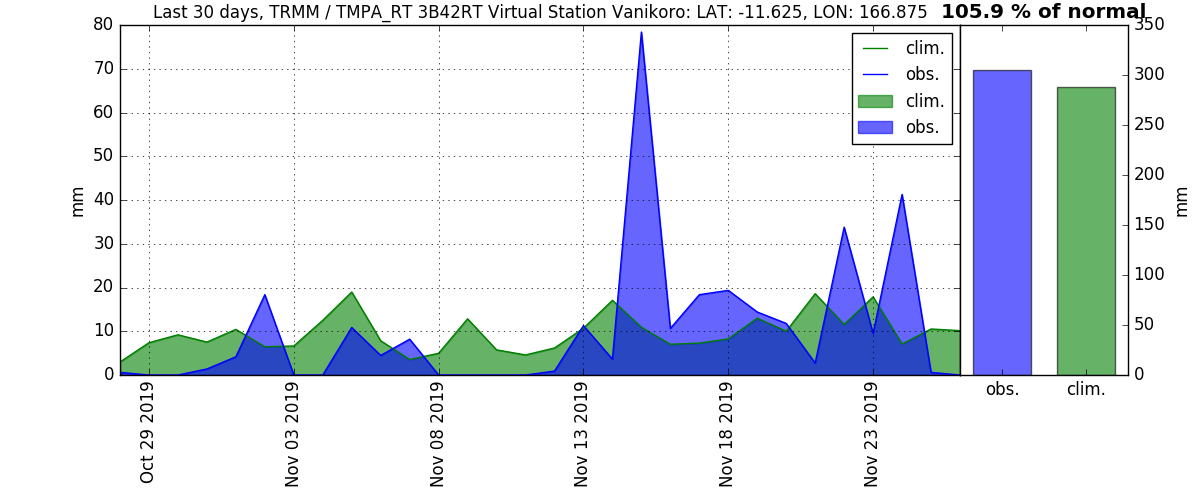 Last 30 days, TRMM / TMPA_RT 3B42RT Virtual Station Vanikoro: LAT: -11.625, LON: 166.875 105.9 % of normal
80
70
60
50
40
30
20
10
0
mm
clim.
obs.
clim.
obs.
350
300
250
200
150
100
50
0
mm
obs.
clim.
Oct 29 2019
Nov 03 2019
Nov 08 2019
Nov 13 2019
Nov 18 2019
Nov 23 2019